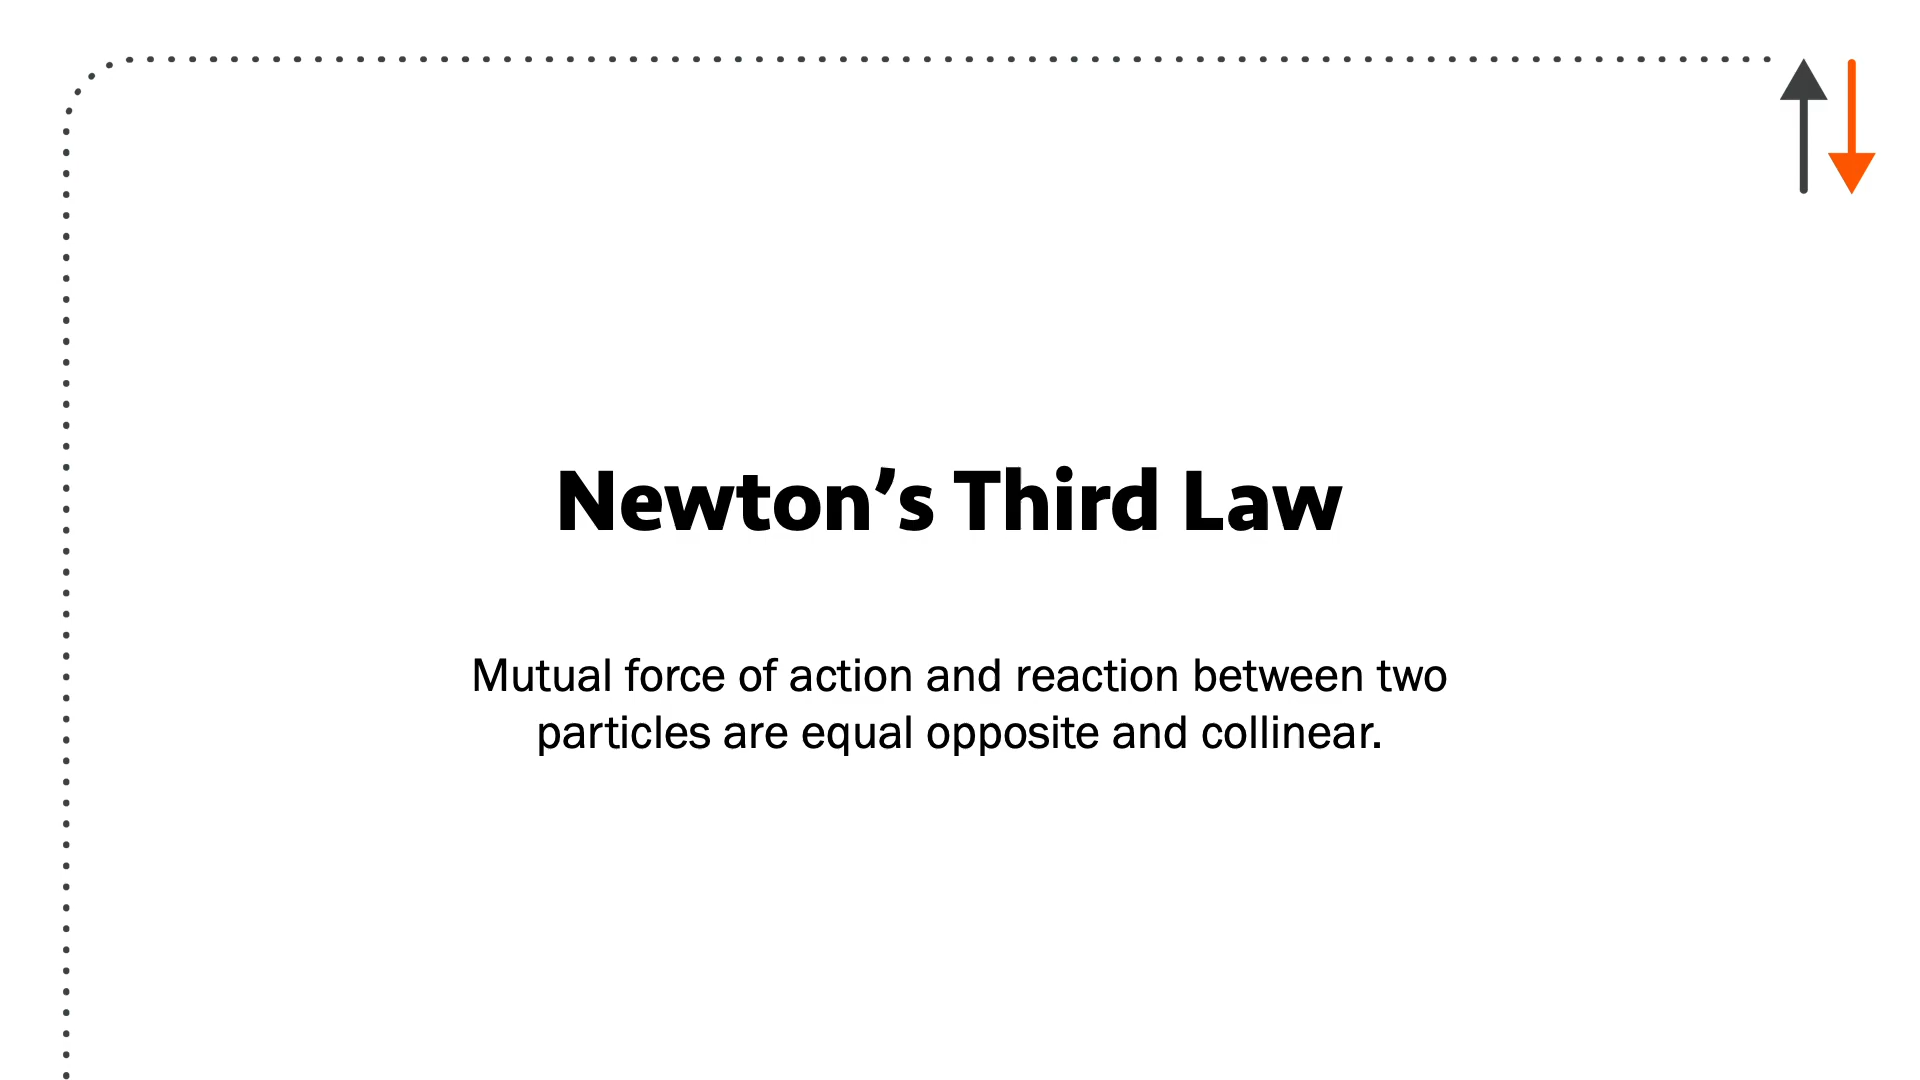 Newton’s Third Law
Mutual force of action and reaction between two
particles are equal opposite and collinear.